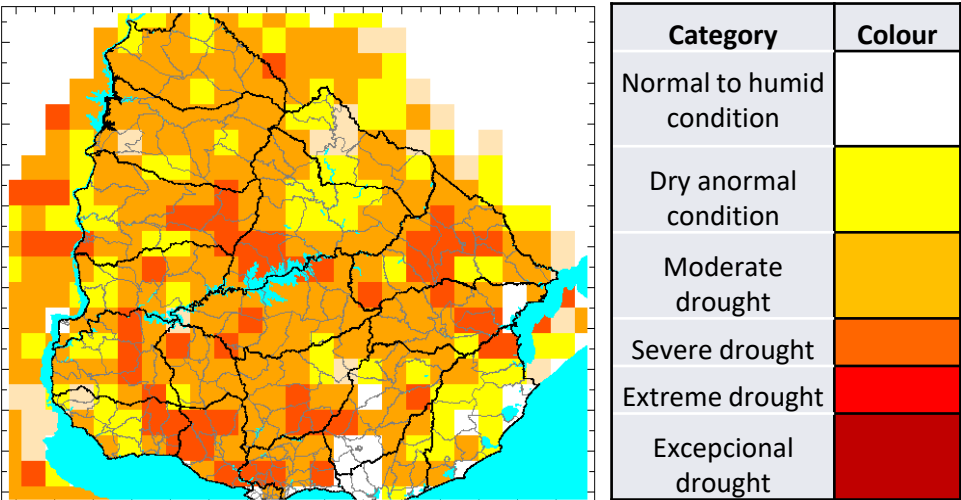 Category Colour
Normal to humid
condition
Dry anormal
condition
Moderate
drought
Severe drought
Extreme drought
Excepcional
drought